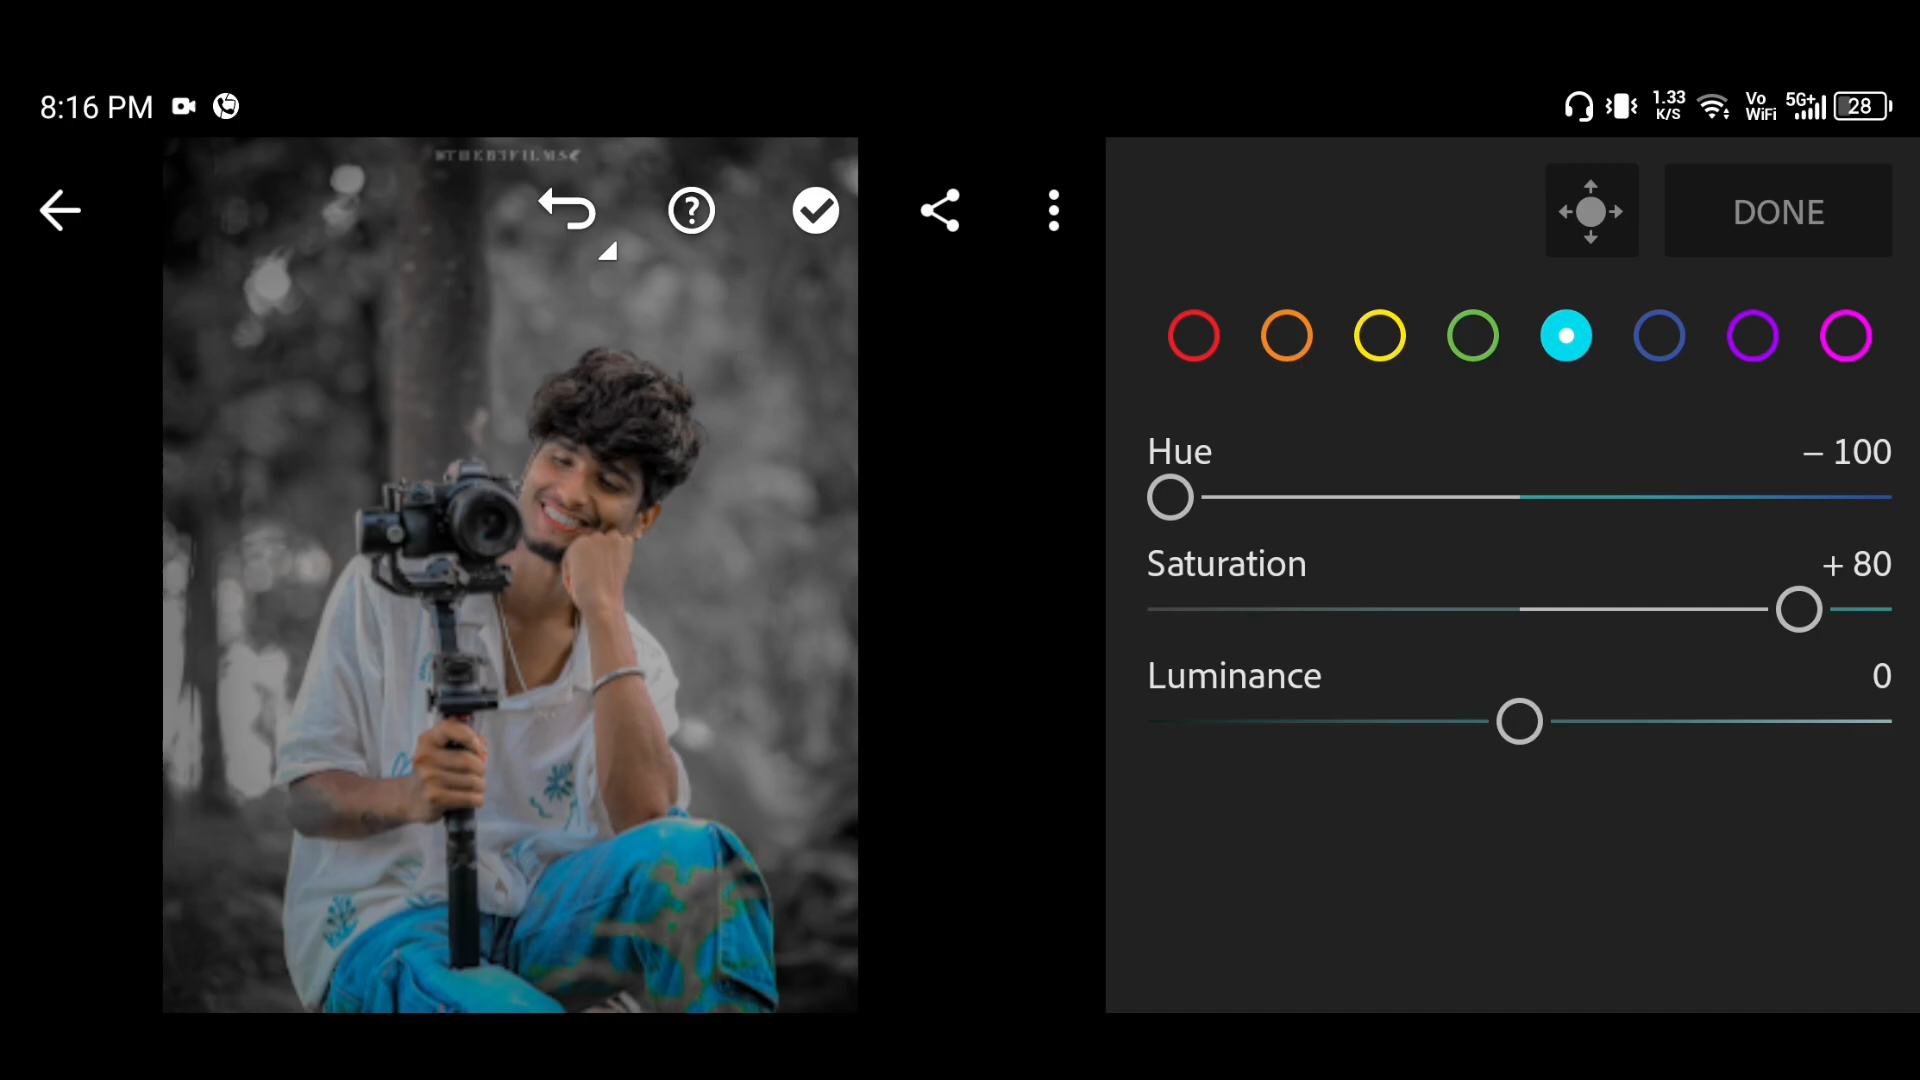 8:16 PM
1.33 K/S
Vo WiFi
5G+
28
DONE
Hue
– 100
Saturation
+ 80
Luminance
0